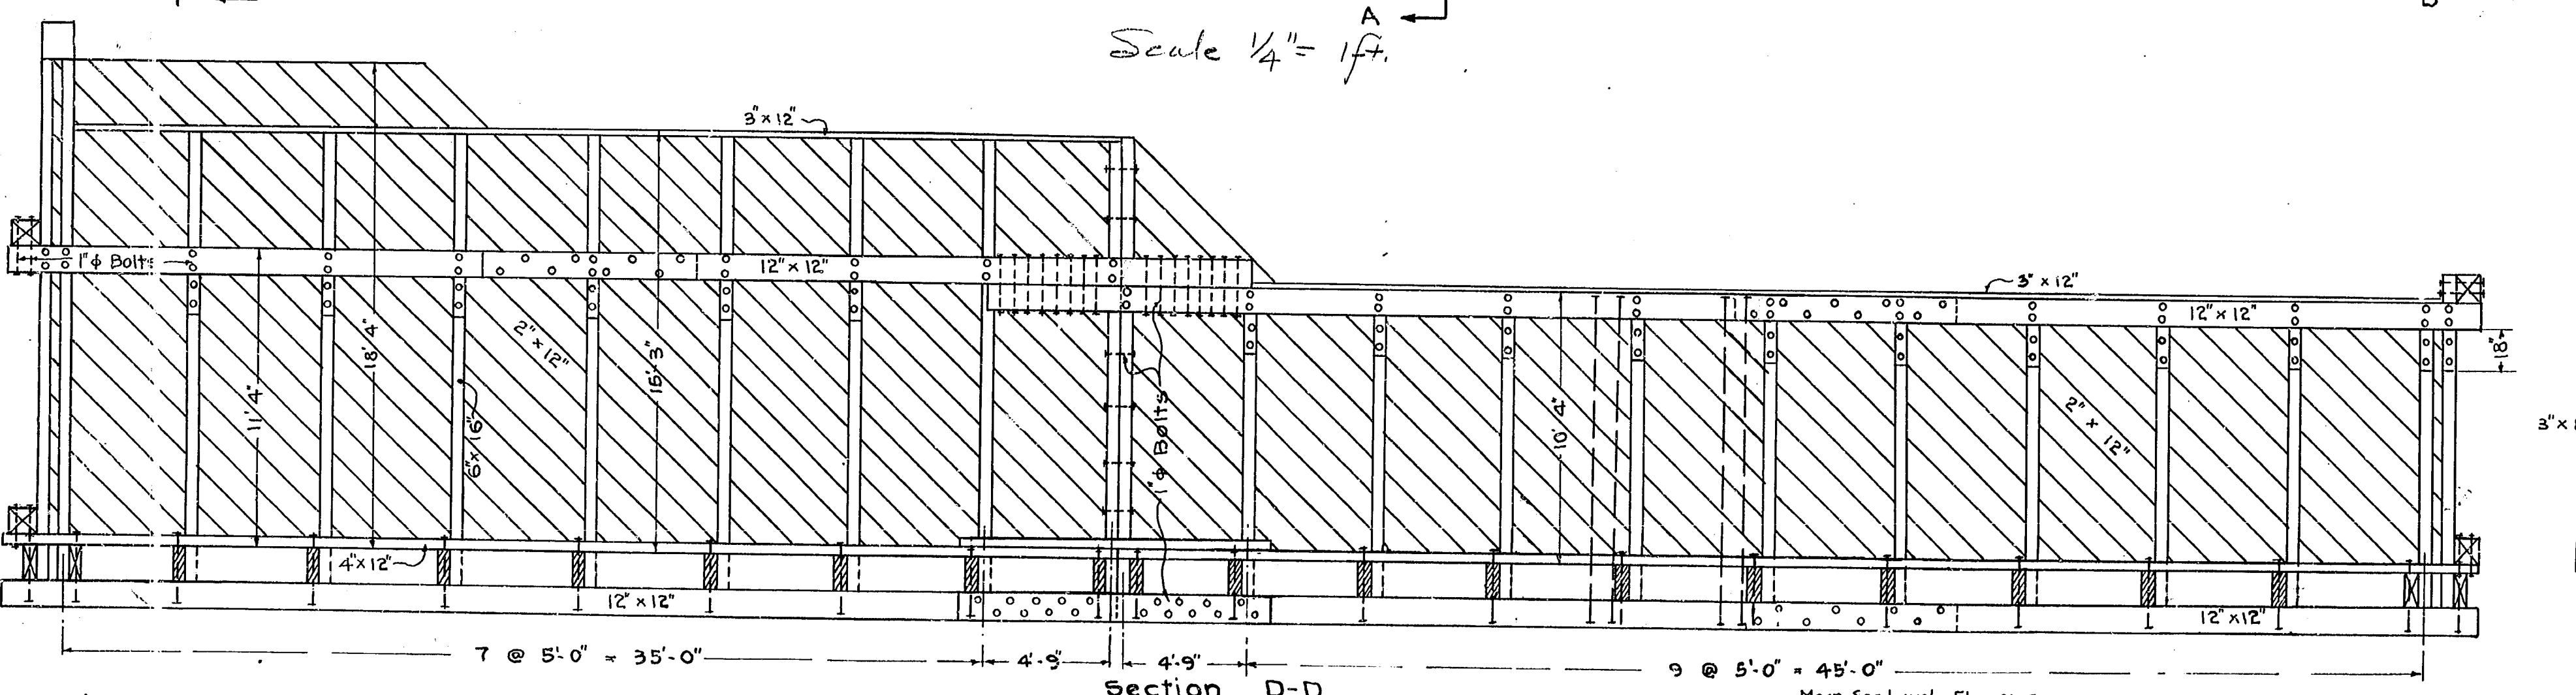 A
Scale 1/4" = 1ft.
3"x12"
1"ϕ Bolts
12"x12"
3"x12"
12"x12"
18"
2"x12"
18'4"
15'-3"
11'4"
6"x16"
1"ϕ Bolts
10'4"
2"x12"
3"x
4"x12"
12"x12"
12"x12"
7 @ 5'-0" = 35'-0"
4'-9"
4'-9"
9 @ 5'-0" = 45'-0"
Section D-D